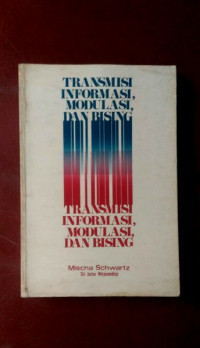 TRANSMISI
INFORMASI,
MODULASI,
DAN BISING
TRANSMISI
INFORMASI,
MODULASI,
DAN BISING
Mischa Schwartz